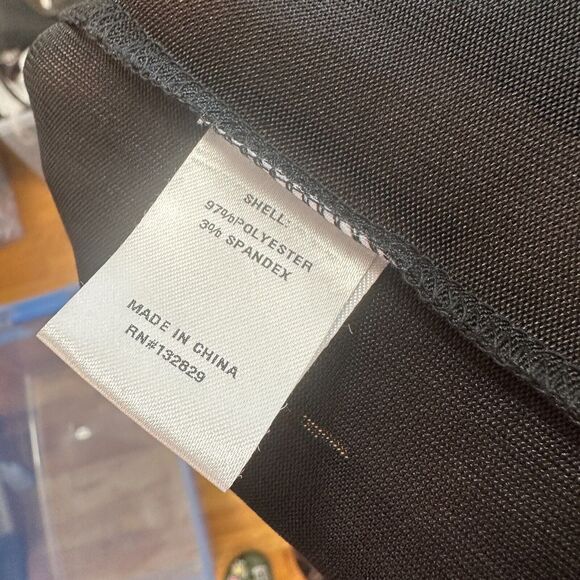 SHELL:
97%POLYESTER
3% SPANDEX
MADE IN CHINA
RN#132829